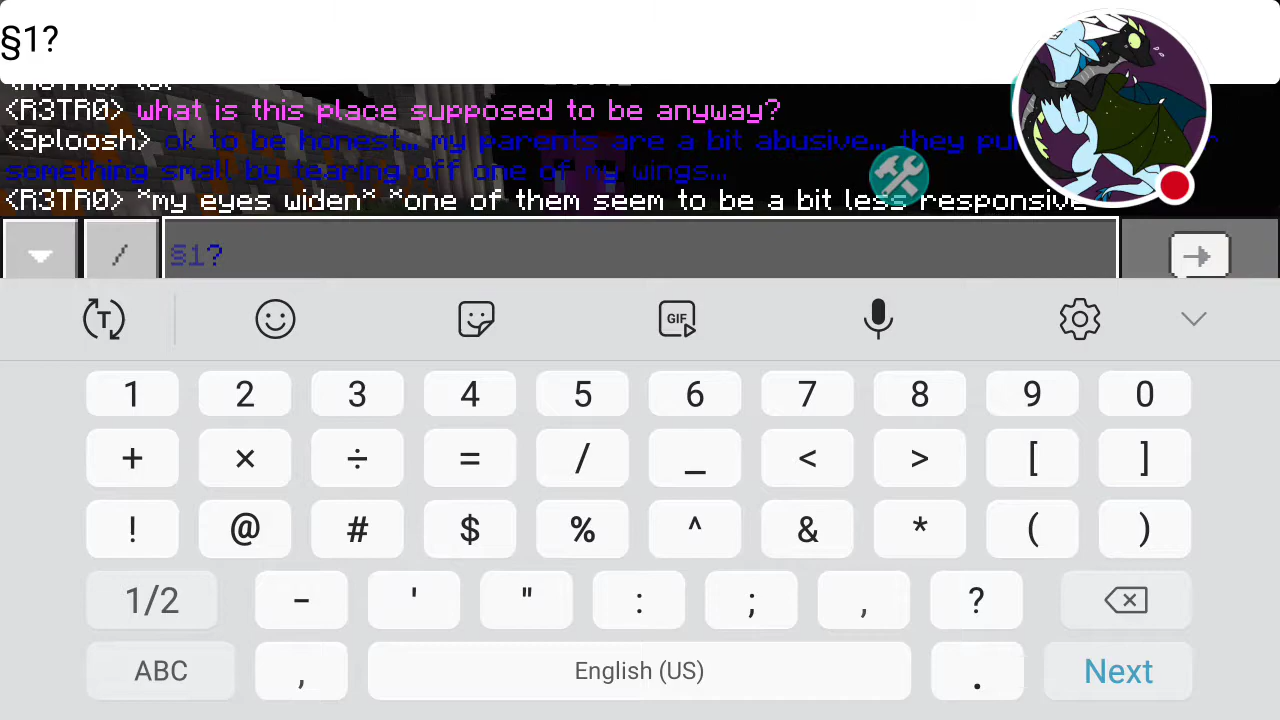 §1?
<R3TR0> what is this place supposed to be anyway?
<Sploosh> ok to be honest... my parents are a bit abusive... they
something small by tearing off one of my wings...
<R3TR0> *my eyes widen* *one of them seem to be a bit less responsive
/ §1?
T GIF
1 2 3 4 5 6 7 8 9 0
+ × ÷ = / _ < > [ ]
! @ # $ % ^ & * ( )
1/2 - ' " : ; , ?
ABC , English (US) . Next